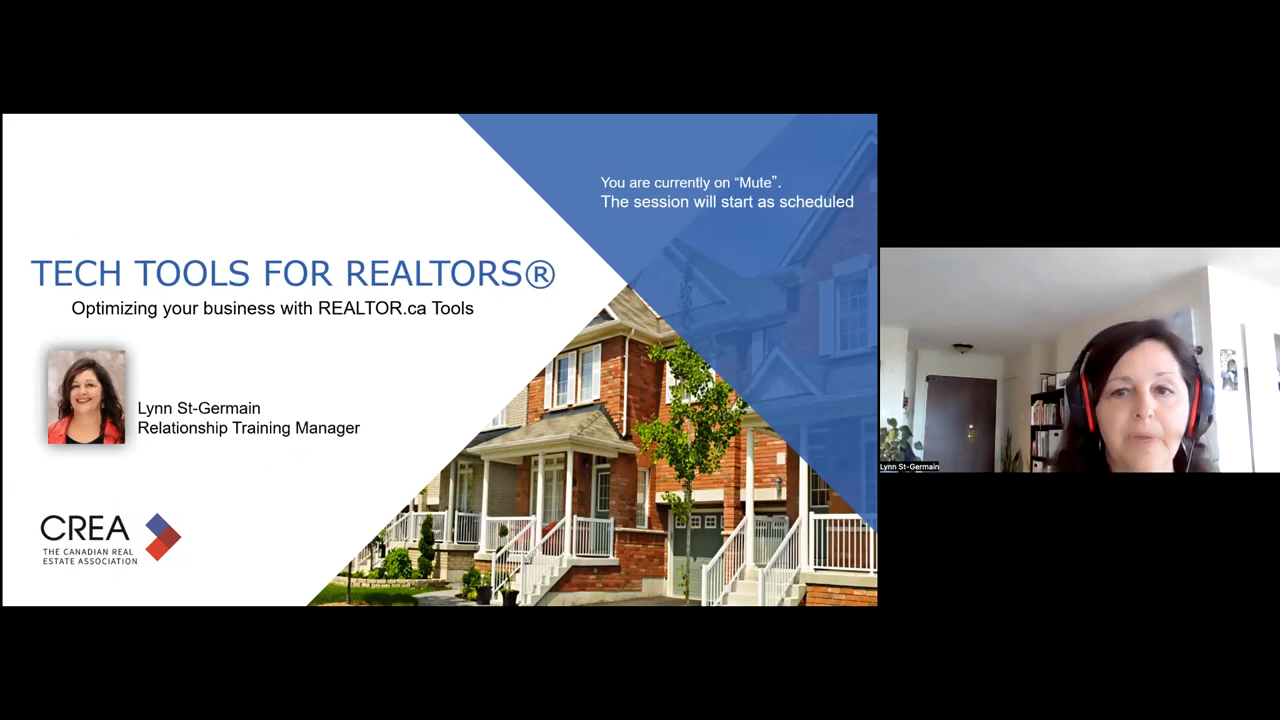 You are currently on “Mute”.
The session will start as scheduled
TECH TOOLS FOR REALTORS®
Optimizing your business with REALTOR.ca Tools
Lynn St-Germain
Relationship Training Manager
CREA
THE CANADIAN REAL
ESTATE ASSOCIATION
Lynn St-Germain